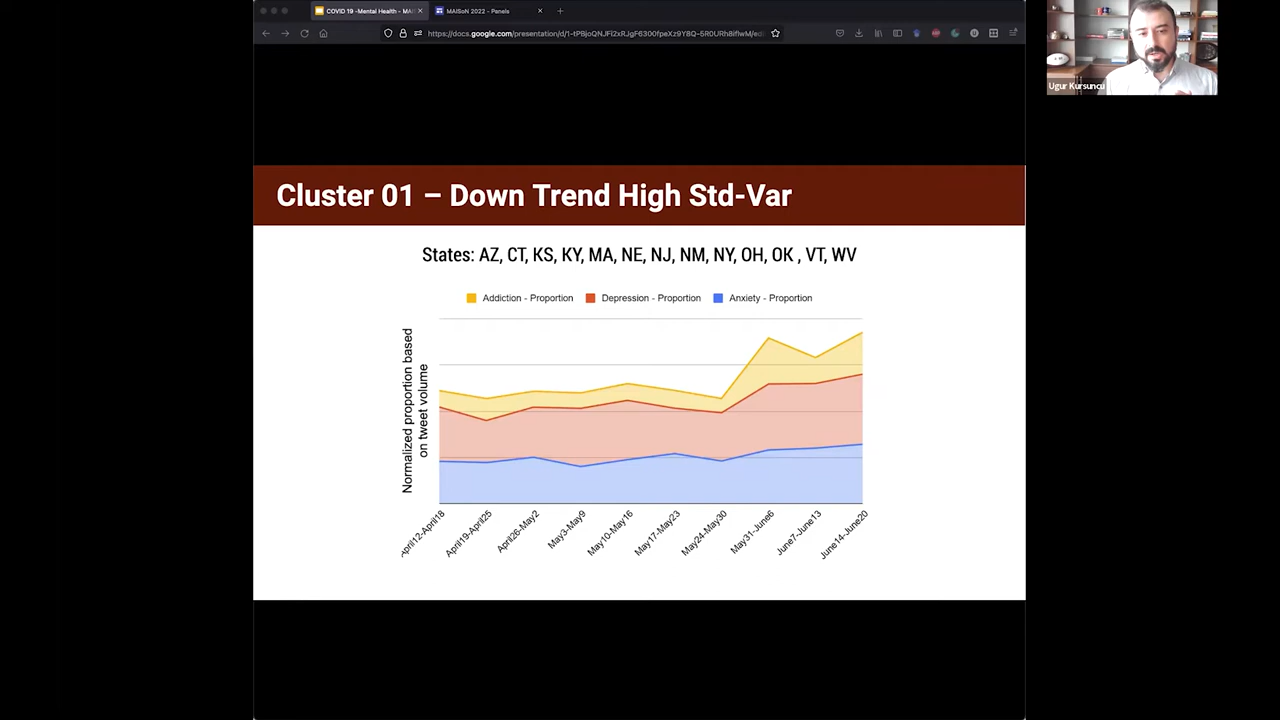 COVID 19 -Mental Health - MAI
MAISoN 2022 - Panels
Ugur Kursuncu
Cluster 01 – Down Trend High Std-Var
States: AZ, CT, KS, KY, MA, NE, NJ, NM, NY, OH, OK , VT, WV
Addiction - Proportion
Depression - Proportion
Anxiety - Proportion
Normalized proportion based
on tweet volume
April12-April18
April19-April25
April26-May2
May3-May9
May10-May16
May17-May23
May24-May30
May31-June6
June7-June13
June14-June20